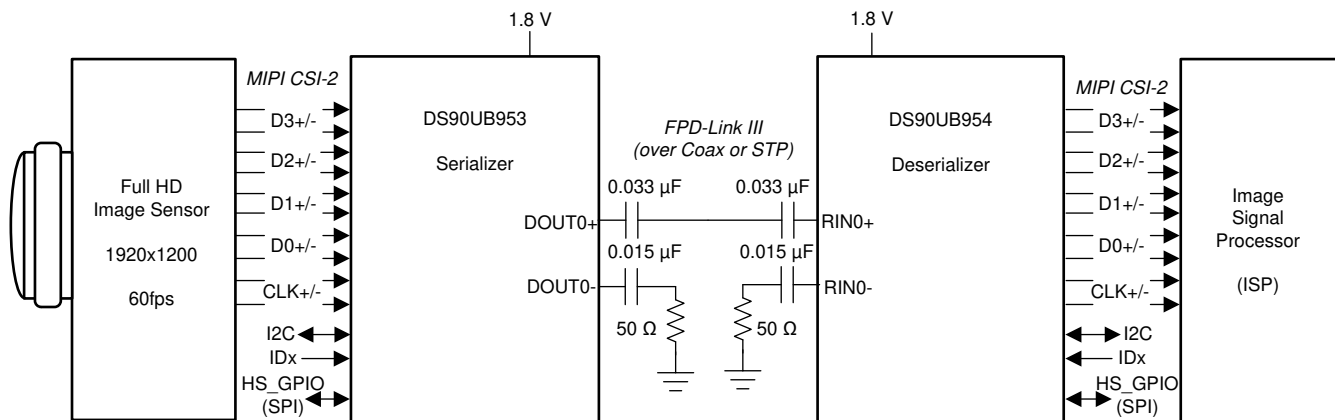 1.8 V
1.8 V
MIPI CSI-2
D3+/-
D2+/-
D1+/-
D0+/-
CLK+/-
I2C
IDx
HS_GPIO
(SPI)
Full HD
Image Sensor
1920x1200
60fps
DS90UB953
Serializer
DOUT0+
DOUT0-
FPD-Link III
(over Coax or STP)
0.033 µF
0.033 µF
0.015 µF
0.015 µF
50 Ω
50 Ω
DS90UB954
Deserializer
RIN0+
RIN0-
MIPI CSI-2
D3+/-
D2+/-
D1+/-
D0+/-
CLK+/-
I2C
IDx
HS_GPIO
(SPI)
Image
Signal
Processor
(ISP)